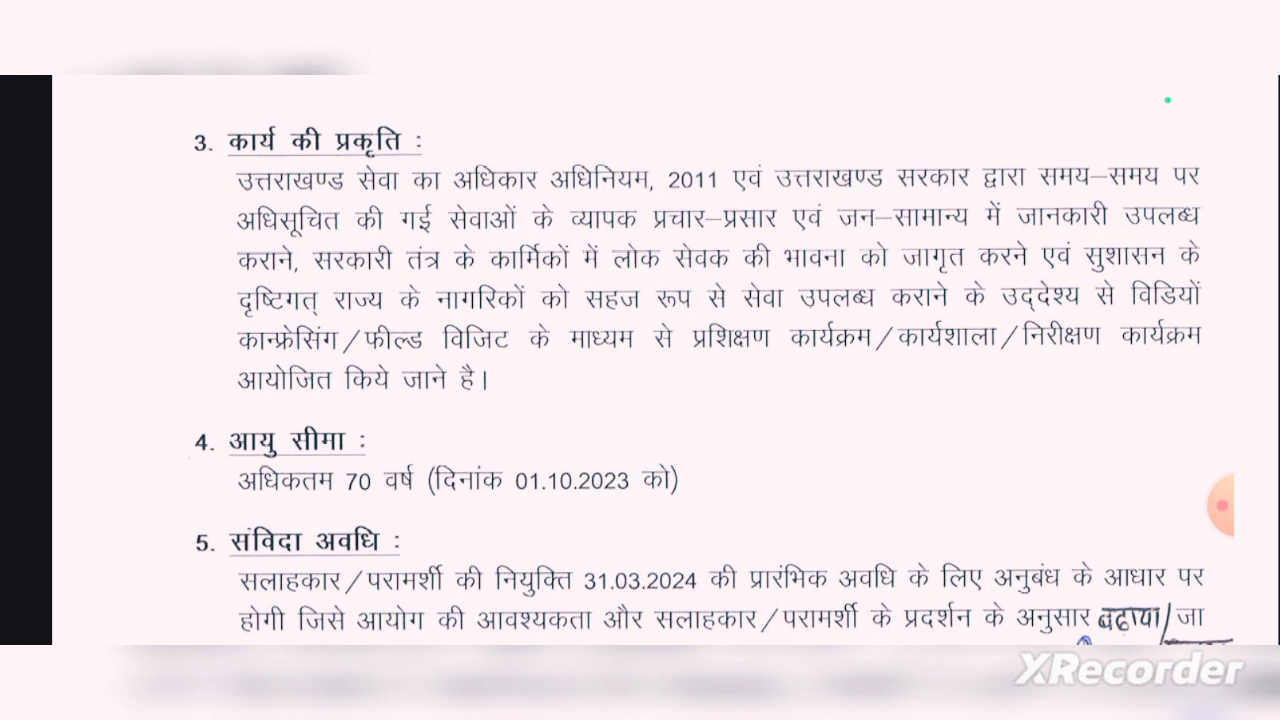 3. कार्य की प्रकृति :
उत्तराखण्ड सेवा का अधिकार अधिनियम, 2011 एवं उत्तराखण्ड सरकार द्वारा समय–समय पर
अधिसूचित की गई सेवाओं के व्यापक प्रचार–प्रसार एवं जन–सामान्य में जानकारी उपलब्ध
कराने, सरकारी तंत्र के कार्मिकों में लोक सेवक की भावना को जागृत करने एवं सुशासन के
दृष्टिगत् राज्य के नागरिकों को सहज रूप से सेवा उपलब्ध कराने के उद्देश्य से विडियों
कान्फ्रेसिंग/फील्ड विजिट के माध्यम से प्रशिक्षण कार्यक्रम/कार्यशाला/निरीक्षण कार्यक्रम
आयोजित किये जाने है।
4. आयु सीमा :
अधिकतम 70 वर्ष (दिनांक 01.10.2023 को)
5. संविदा अवधि :
सलाहकार/परामर्शी की नियुक्ति 31.03.2024 की प्रारंभिक अवधि के लिए अनुबंध के आधार पर
होगी जिसे आयोग की आवश्यकता और सलाहकार/परामर्शी के प्रदर्शन के अनुसार बढाया/जा
XRecorder